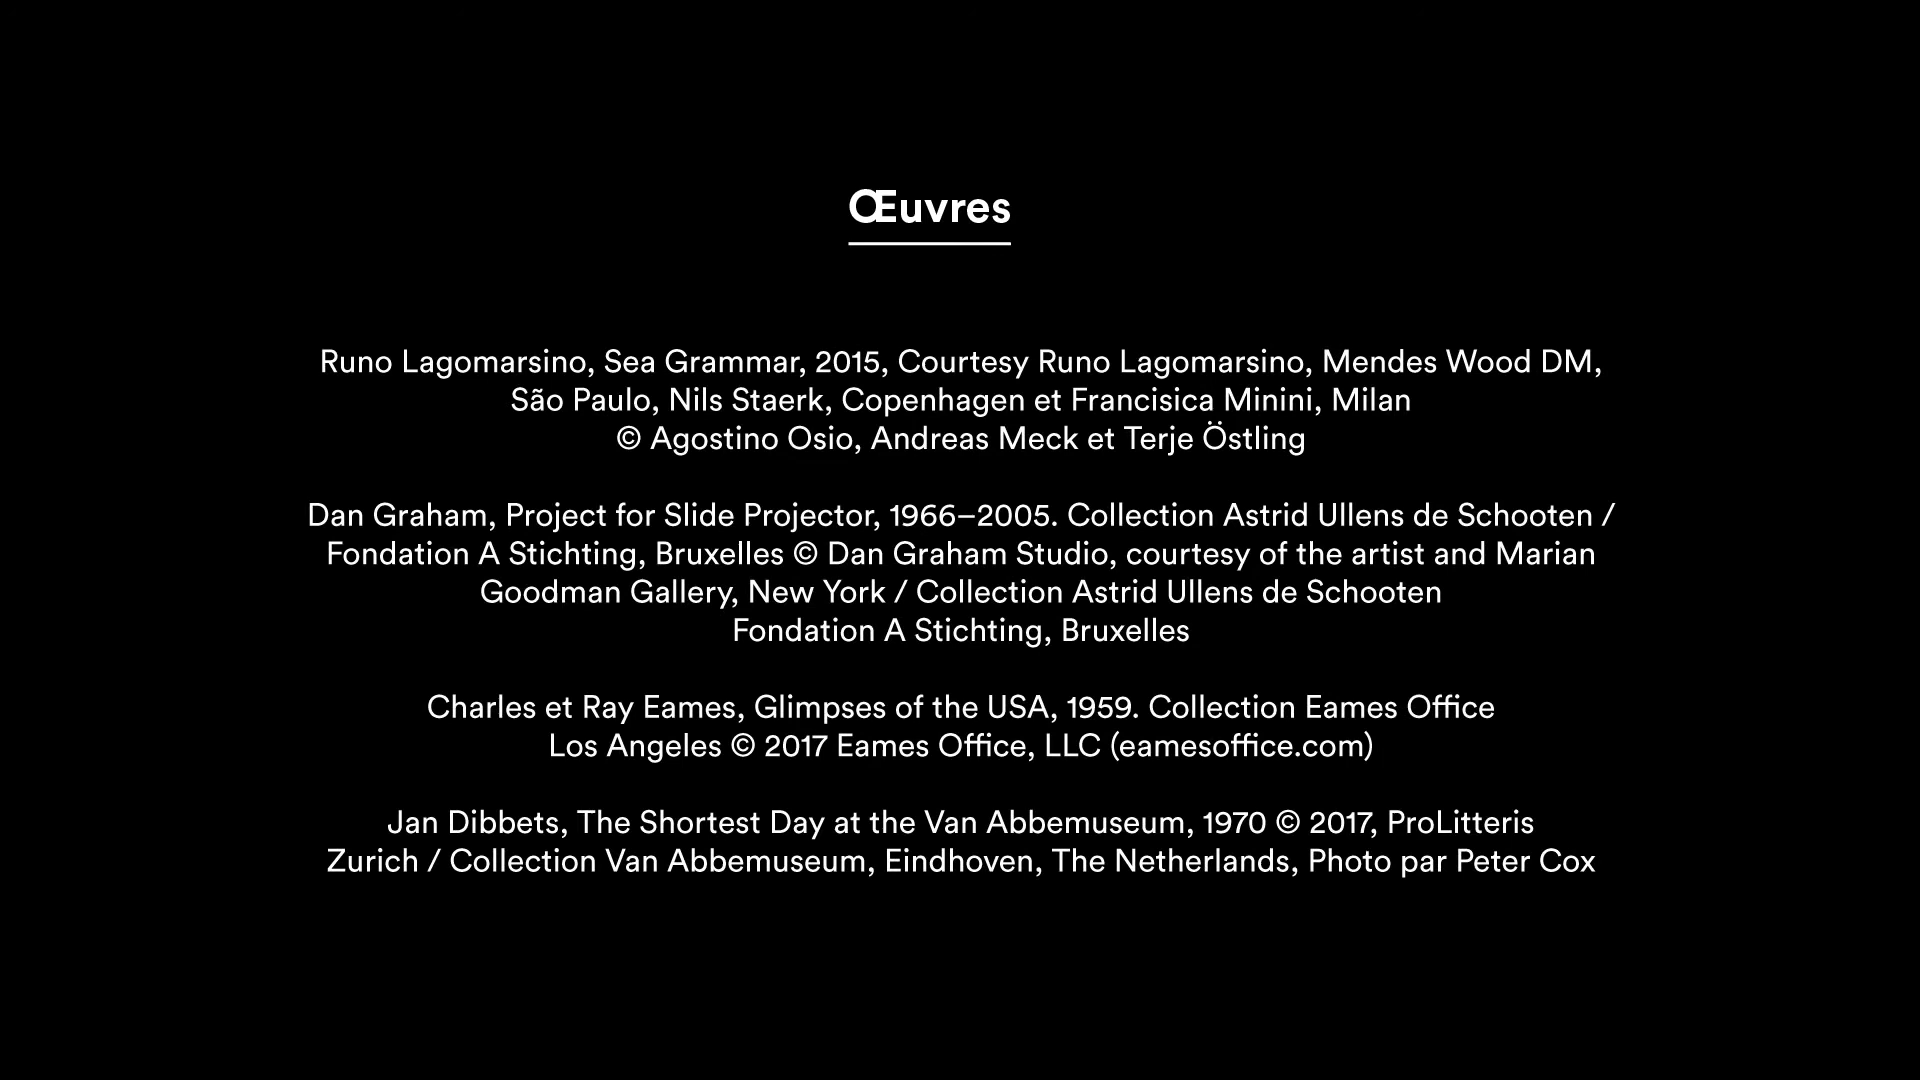 Œuvres
Runo Lagomarsino, Sea Grammar, 2015, Courtesy Runo Lagomarsino, Mendes Wood DM,
São Paulo, Nils Staerk, Copenhagen et Francisica Minini, Milan
© Agostino Osio, Andreas Meck et Terje Östling
Dan Graham, Project for Slide Projector, 1966–2005. Collection Astrid Ullens de Schooten /
Fondation A Stichting, Bruxelles © Dan Graham Studio, courtesy of the artist and Marian
Goodman Gallery, New York / Collection Astrid Ullens de Schooten
Fondation A Stichting, Bruxelles
Charles et Ray Eames, Glimpses of the USA, 1959. Collection Eames Office
Los Angeles © 2017 Eames Office, LLC (eamesoffice.com)
Jan Dibbets, The Shortest Day at the Van Abbemuseum, 1970 © 2017, ProLitteris
Zurich / Collection Van Abbemuseum, Eindhoven, The Netherlands, Photo par Peter Cox